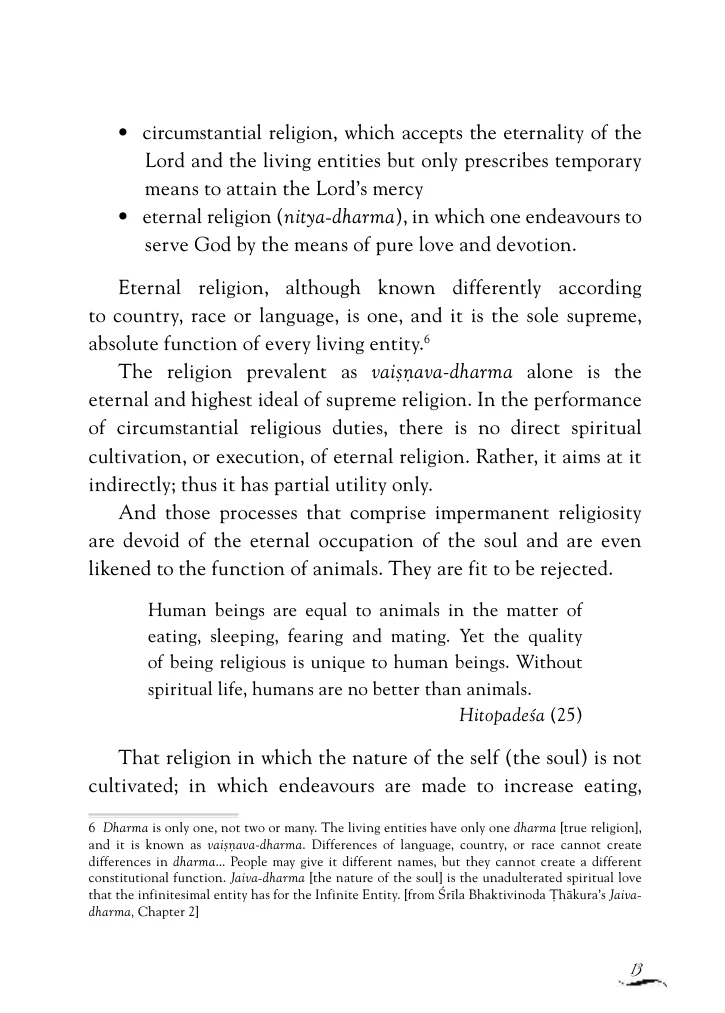 • circumstantial religion, which accepts the eternality of the
Lord and the living entities but only prescribes temporary
means to attain the Lord's mercy
• eternal religion (nitya-dharma), in which one endeavours to
serve God by the means of pure love and devotion.
Eternal religion, although known differently according
to country, race or language, is one, and it is the sole supreme,
absolute function of every living entity.6
The religion prevalent as vaiṣṇava-dharma alone is the
eternal and highest ideal of supreme religion. In the performance
of circumstantial religious duties, there is no direct spiritual
cultivation, or execution, of eternal religion. Rather, it aims at it
indirectly; thus it has partial utility only.
And those processes that comprise impermanent religiosity
are devoid of the eternal occupation of the soul and are even
likened to the function of animals. They are fit to be rejected.
Human beings are equal to animals in the matter of
eating, sleeping, fearing and mating. Yet the quality
of being religious is unique to human beings. Without
spiritual life, humans are no better than animals.
Hitopadeśa (25)
That religion in which the nature of the self (the soul) is not
cultivated; in which endeavours are made to increase eating,
6 Dharma is only one, not two or many. The living entities have only one dharma [true religion],
and it is known as vaiṣṇava-dharma. Differences of language, country, or race cannot create
differences in dharma... People may give it different names, but they cannot create a different
constitutional function. Jaiva-dharma [the nature of the soul] is the unadulterated spiritual love
that the infinitesimal entity has for the Infinite Entity. [from Śrīla Bhaktivinoda Ṭhākura's Jaiva-
dharma, Chapter 2]
13